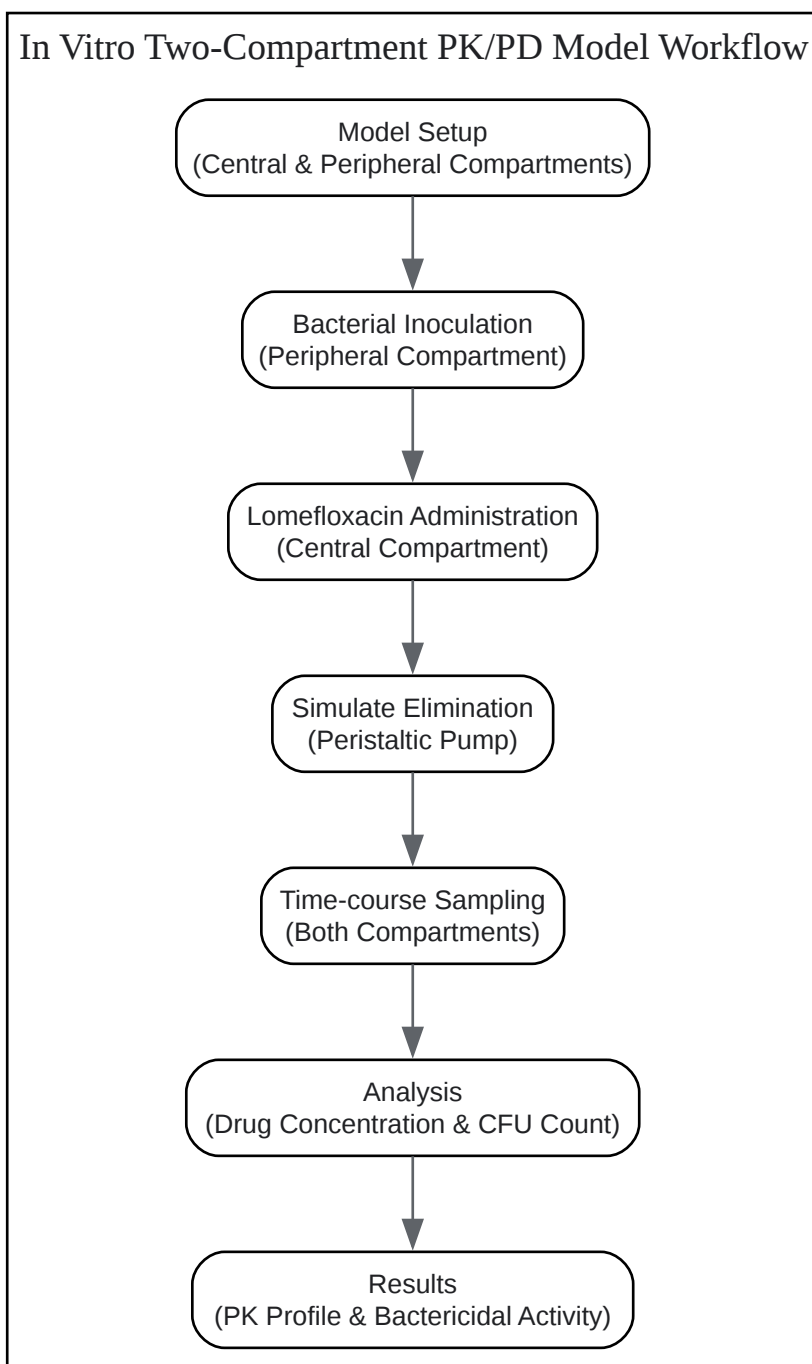 In Vitro Two-Compartment PK/PD Model Workflow
Model Setup
(Central & Peripheral Compartments)
Bacterial Inoculation
(Peripheral Compartment)
Lomefloxacin Administration
(Central Compartment)
Simulate Elimination
(Peristaltic Pump)
Time-course Sampling
(Both Compartments)
Analysis
(Drug Concentration & CFU Count)
Results
(PK Profile & Bactericidal Activity)